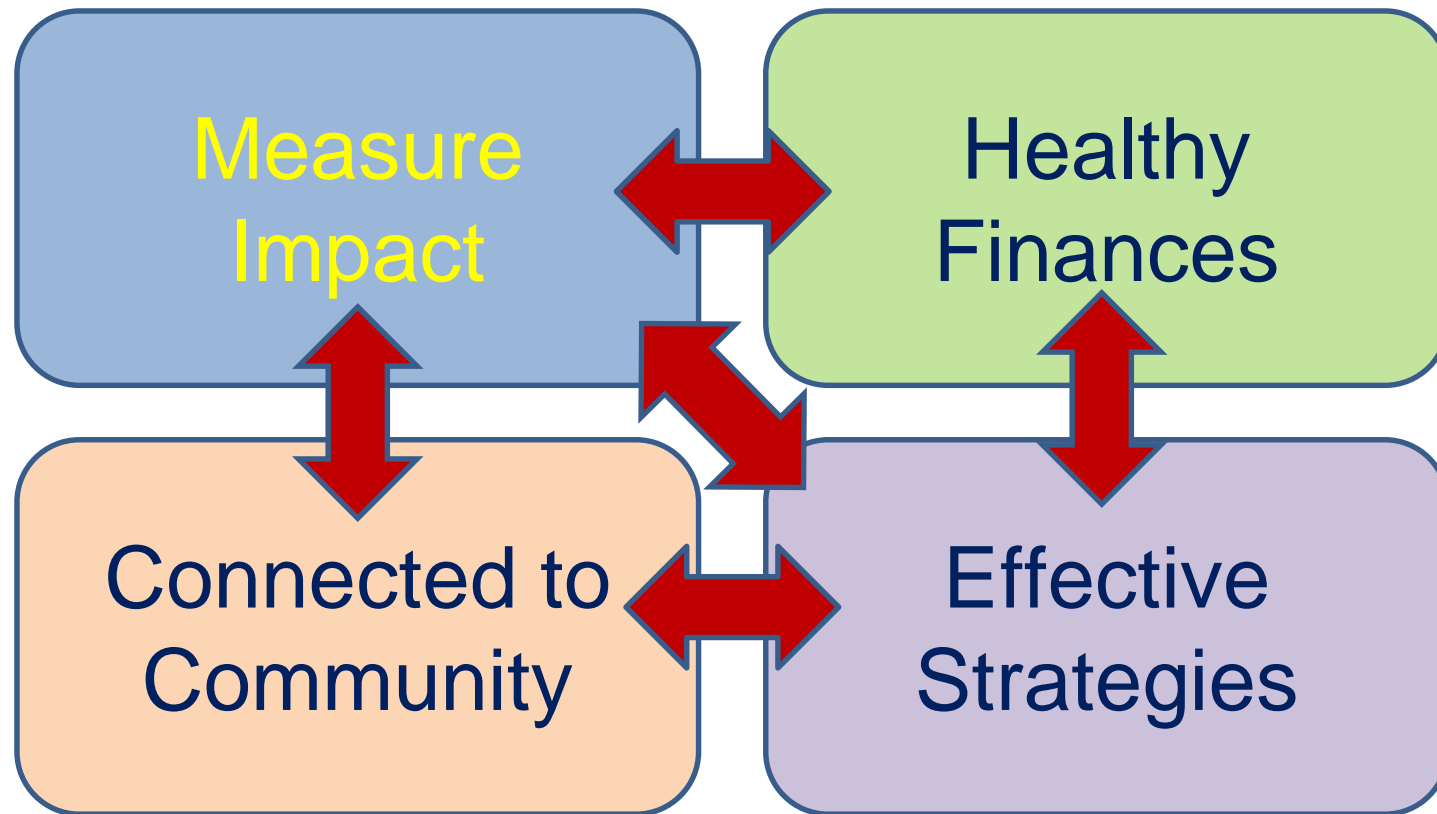 Measure
Impact
Healthy
Finances
Connected to
Community
Effective
Strategies